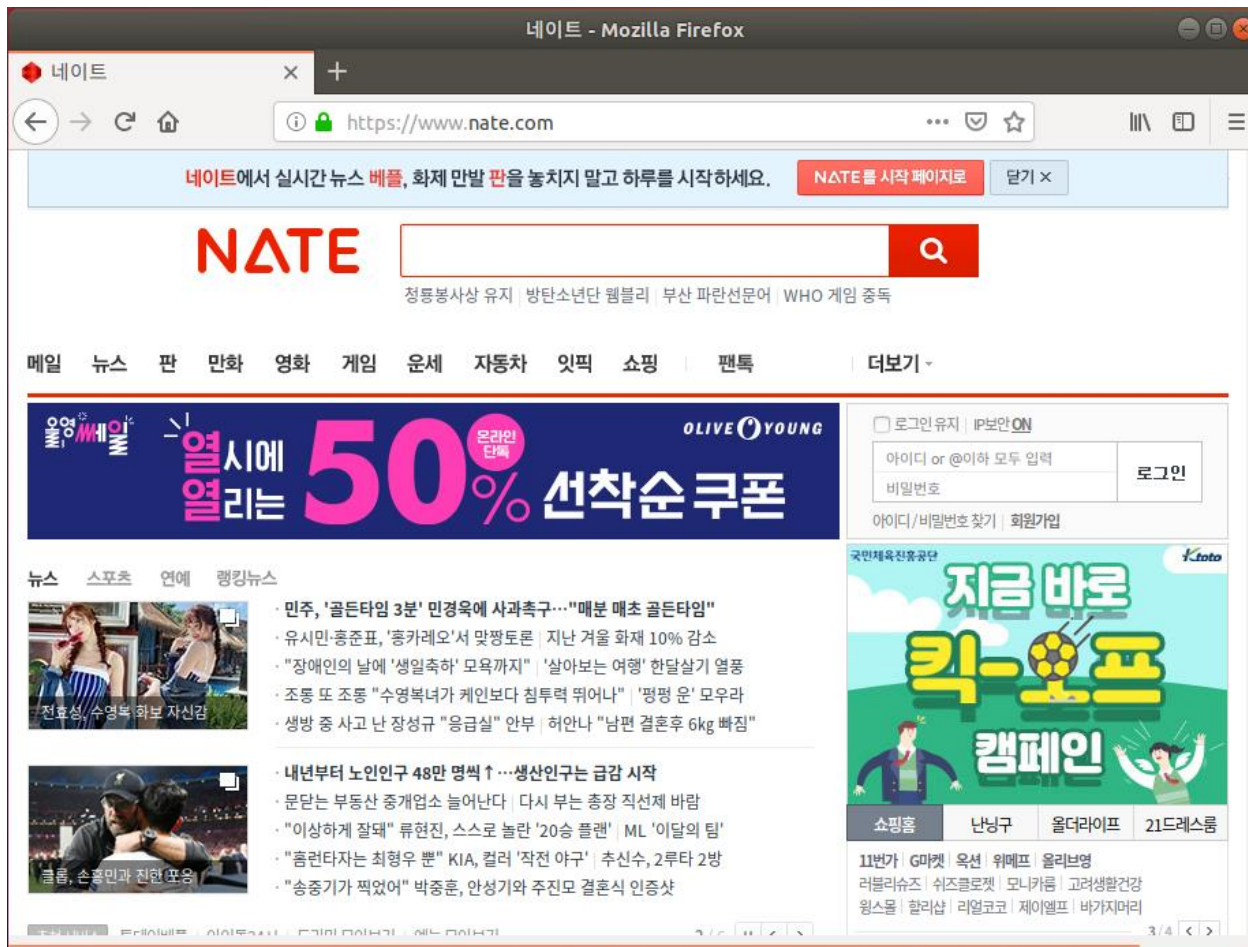 네이트 - Mozilla Firefox
네이트
https://www.nate.com
네이트에서 실시간 뉴스 베플, 화제 만발 판을 놓치지 말고 하루를 시작하세요. NATE를 시작 페이지로 닫기 ×
NATE
청룡봉사상 유지 | 방탄소년단 웸블리 | 부산 파란선문어 | WHO 게임 중독
메일 뉴스 판 만화 영화 게임 운세 자동차 잇픽 쇼핑 | 팬톡 | 더보기
올영쎄일 열시에 열리는 50% 온라인 단독 선착순 쿠폰 OLIVE YOUNG
로그인 유지 | IP보안 ON
아이디 or @이하 모두 입력
비밀번호
로그인
아이디/비밀번호 찾기 | 회원가입
뉴스 스포츠 연예 랭킹뉴스
전효성, 수영복 화보 자신감
· 민주, '골든타임 3분' 민경욱에 사과촉구…"매분 매초 골든타임"
· 유시민·홍준표, '홍카레오'서 맞짱토론 | 지난 겨울 화재 10% 감소
· "장애인의 날에 '생일축하' 모욕까지" | '살아보는 여행' 한달살기 열풍
· 조롱 또 조롱 "수영복녀가 케인보다 침투력 뛰어나" | '펑펑 운' 모우라
· 생방 중 사고 난 장성규 "응급실" 안부 | 허안나 "남편 결혼후 6kg 빠짐"
클롭, 손흥민과 진한 포옹
· 내년부터 노인인구 48만 명씩↑…생산인구는 급감 시작
· 문닫는 부동산 중개업소 늘어난다 | 다시 부는 총장 직선제 바람
· "이상하게 잘돼" 류현진, 스스로 놀란 '20승 플랜' | ML '이달의 팀'
· "홈런타자는 최형우 뿐" KIA, 컬러 '작전 야구' | 추신수, 2루타 2방
· "송중기가 찍었어" 박중훈, 안성기와 주진모 결혼식 인증샷
국민체육진흥공단
Ktoto
지금 바로
킥-오프
캠페인
쇼핑홈 난닝구 올더라이프 21드레스룸
11번가 | G마켓 | 옥션 | 위메프 | 올리브영
러블리슈즈 | 쉬즈클로젯 | 모니카룸 | 고려생활건강
윙스몰 | 할리샵 | 리얼코코 | 제이엘프 | 바가지머리
3/4